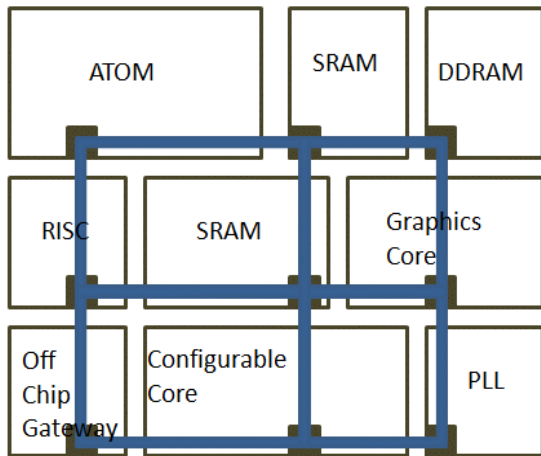 ATOM
SRAM
DDRAM
RISC
SRAM
Graphics
Core
Off
Chip
Gateway
Configurable
Core
PLL